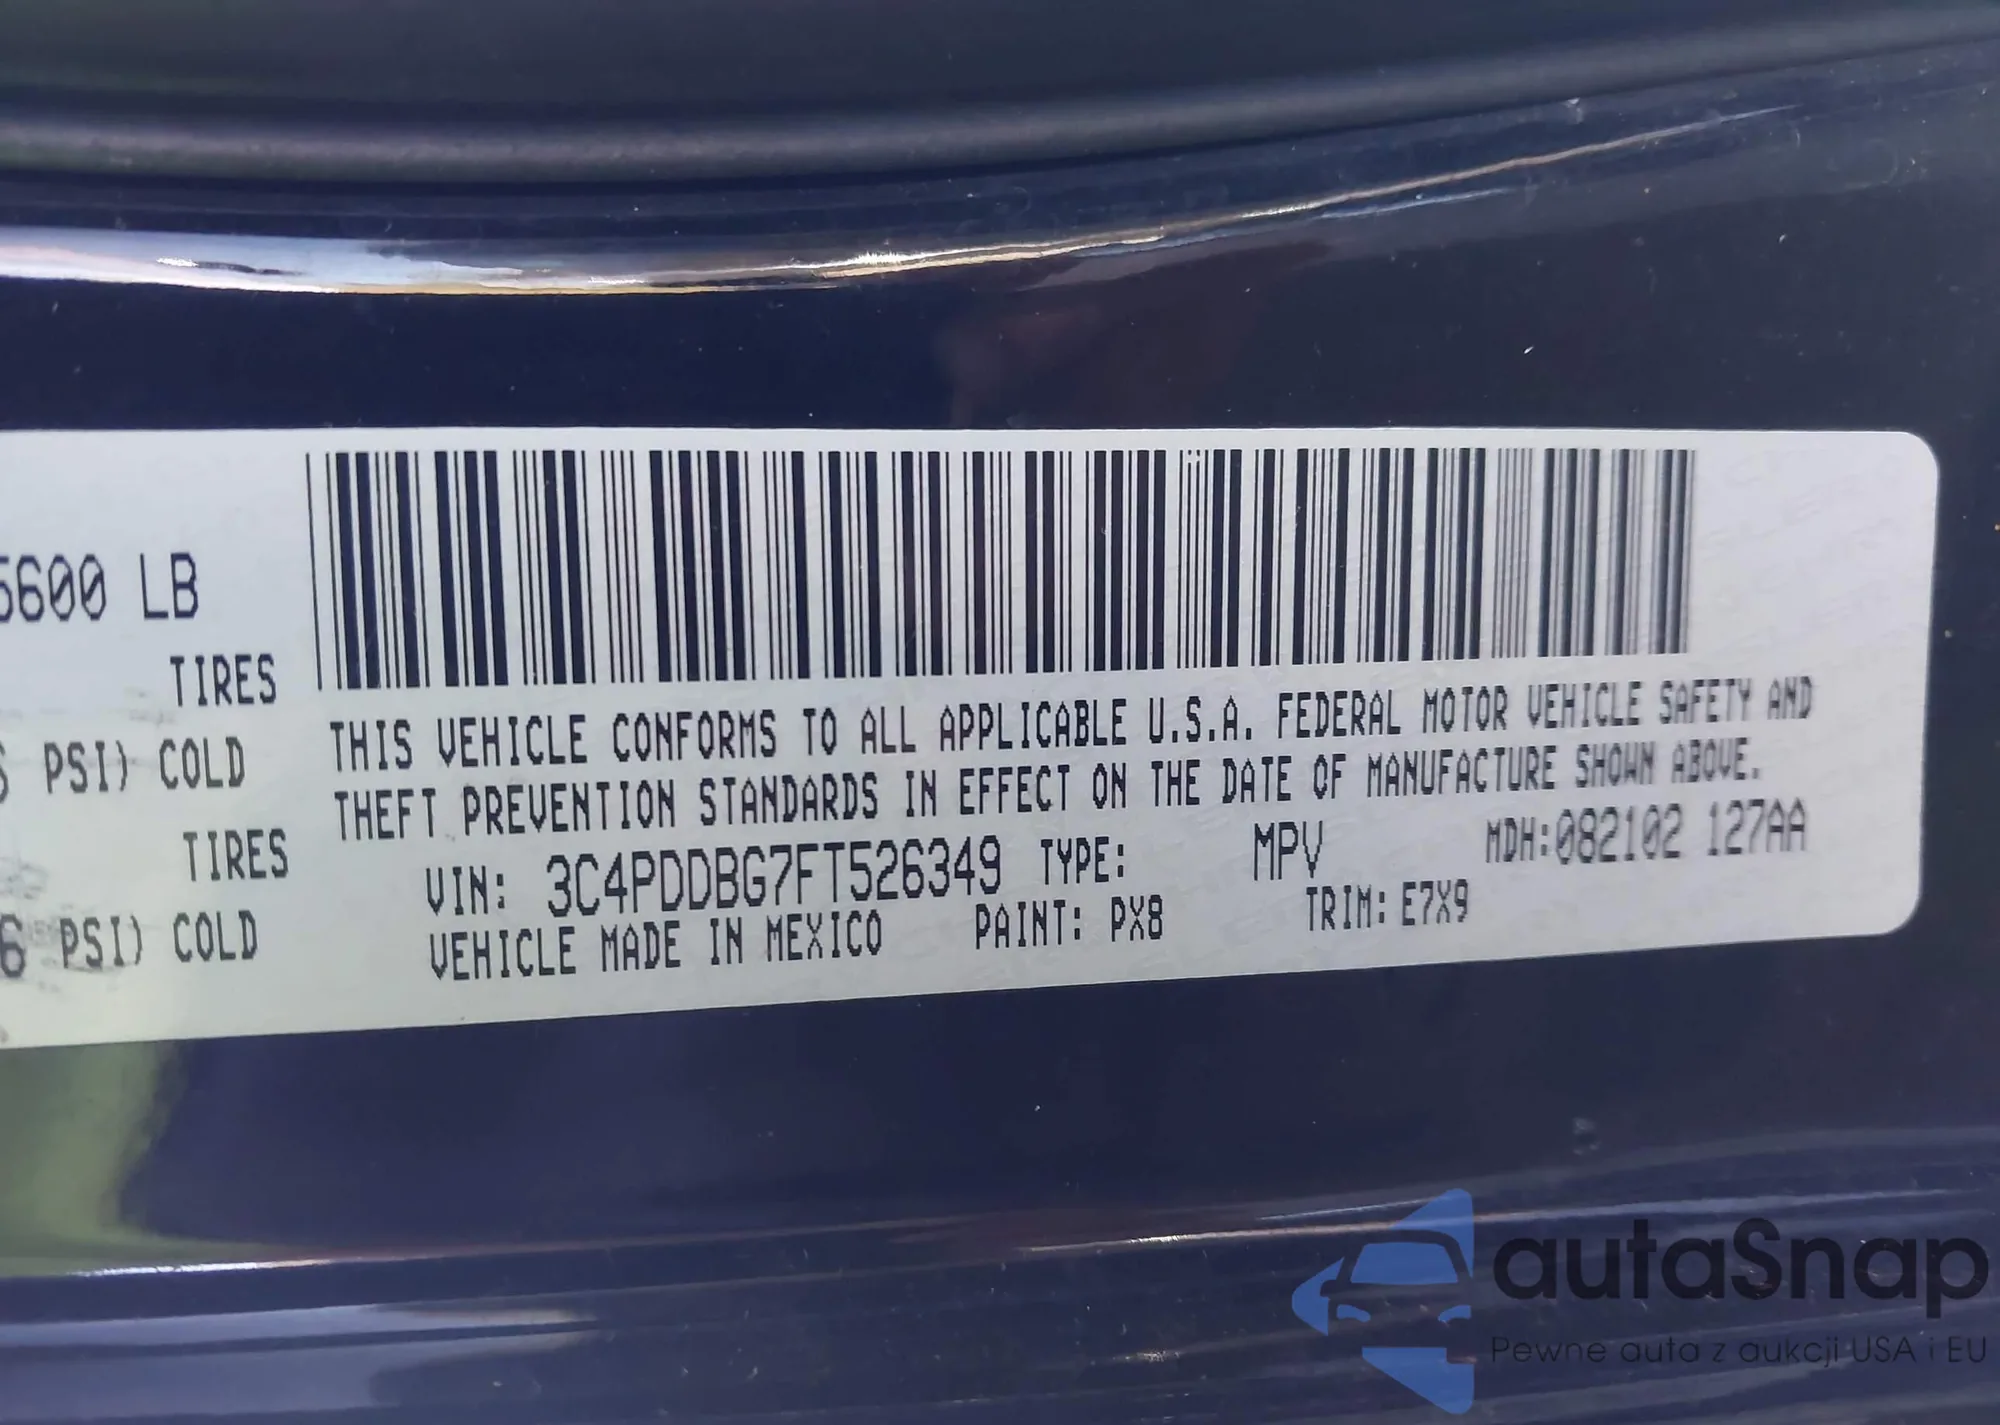 5600 LB
TIRES
PSI) COLD
TIRES
6 PSI) COLD
THIS VEHICLE CONFORMS TO ALL APPLICABLE U.S.A. FEDERAL MOTOR VEHICLE SAFETY AND
THEFT PREVENTION STANDARDS IN EFFECT ON THE DATE OF MANUFACTURE SHOWN ABOVE.
VIN: 3C4PDDBG7FT526349 TYPE: MPV MDH:082102 127AA
VEHICLE MADE IN MEXICO PAINT: PX8 TRIM: E7X9
autaSnap
Pewne auta z aukcji USA i EU